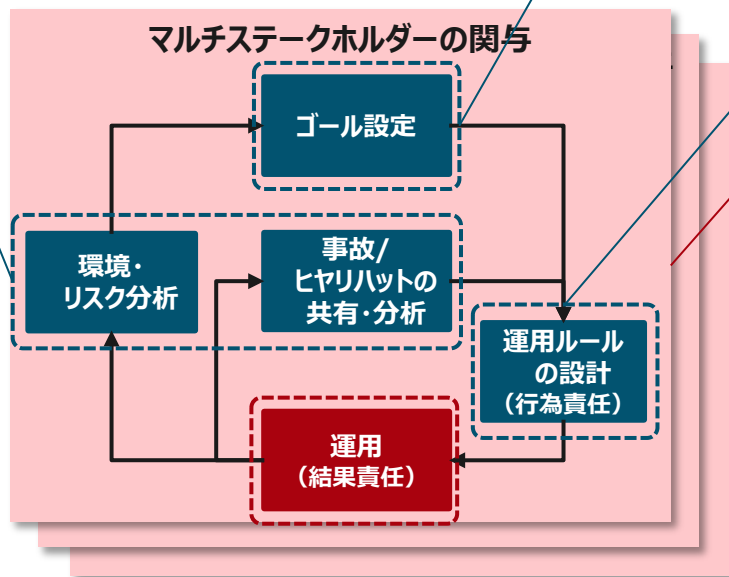 マルチステークホルダーの関与
ゴール設定
環境・
リスク分析
事故/
ヒヤリハットの
共有・分析
運用ルール
の設計
（行為責任）
運用
（結果責任）